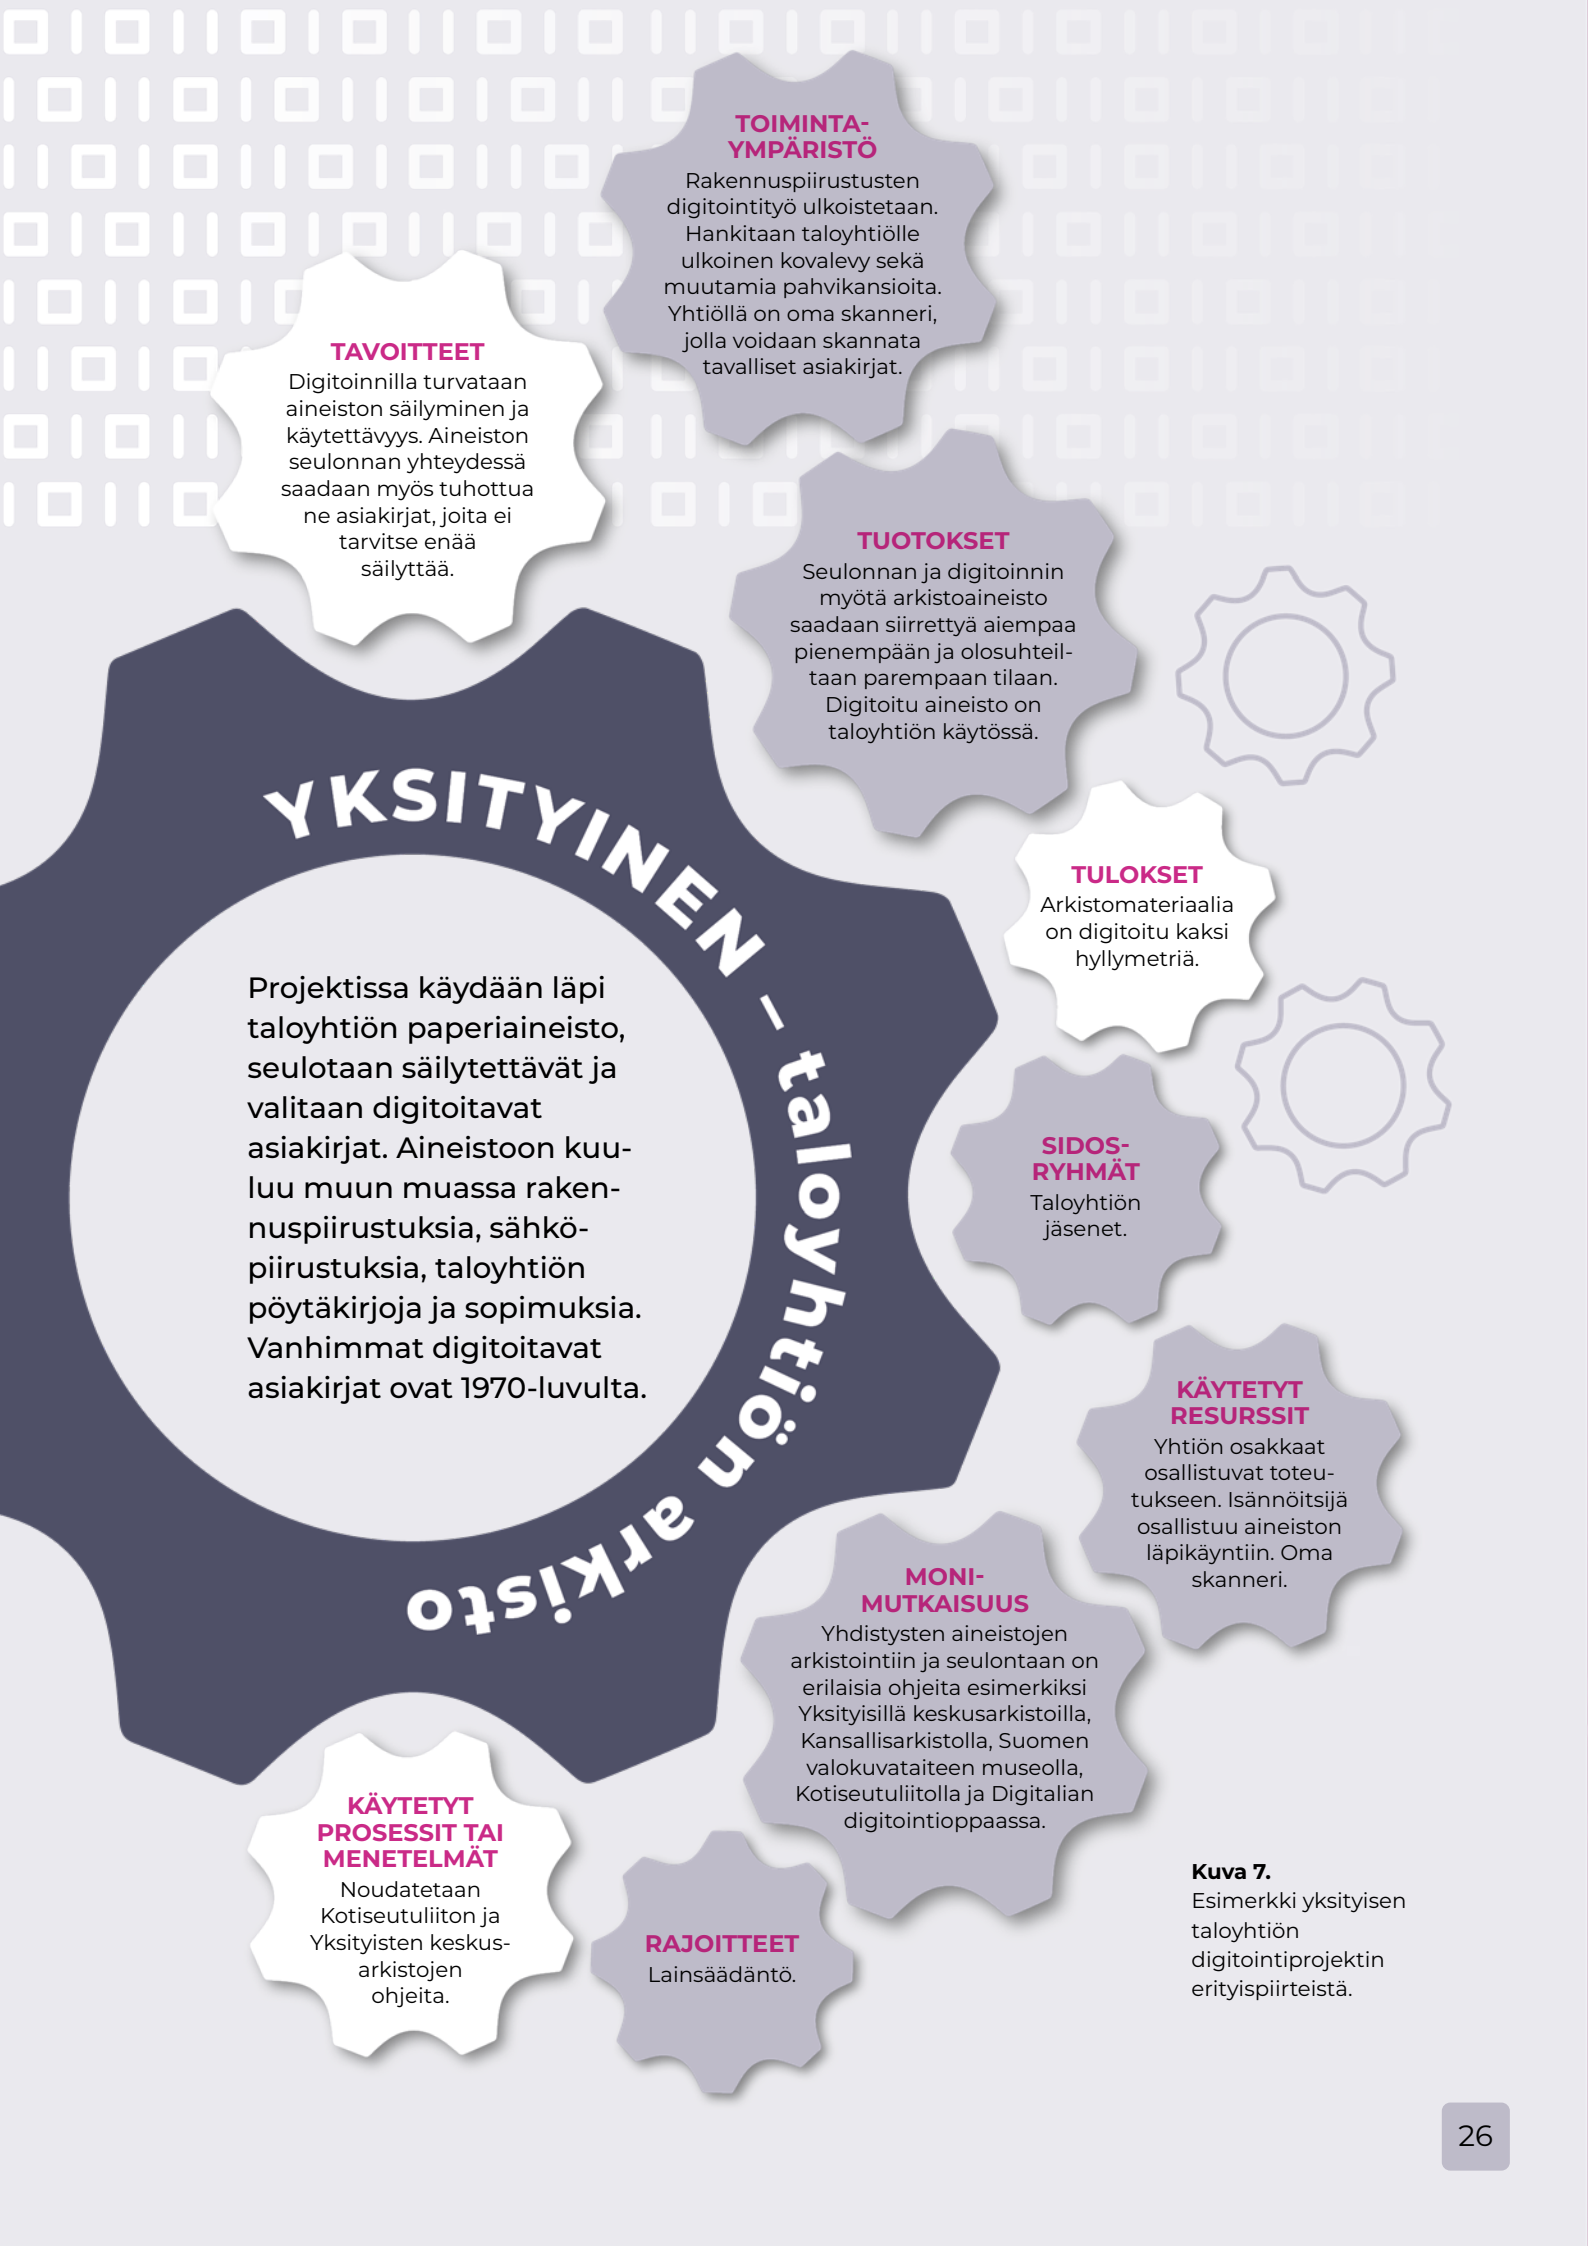 TOIMINTA-
YMPÄRISTÖ
Rakennuspiirustusten
digitointityö ulkoistetaan.
Hankitaan taloyhtiölle
ulkoinen kovalevy sekä
muutamia pahvikansioita.
Yhtiöllä on oma skanneri,
jolla voidaan skannata
tavalliset asiakirjat.
TAVOITTEET
Digitoinnilla turvataan
aineiston säilyminen ja
käytettävyys. Aineiston
seulonnan yhteydessä
saadaan myös tuhottua
ne asiakirjat, joita ei
tarvitse enää
säilyttää.
TUOTOKSET
Seulonnan ja digitoinnin
myötä arkistoaineisto
saadaan siirrettyä aiempaa
pienempään ja olosuhteil-
taan parempaan tilaan.
Digitoitu aineisto on
taloyhtiön käytössä.
YKSITYINEN – taloyhtiön arkisto
Projektissa käydään läpi
taloyhtiön paperiaineisto,
seulotaan säilytettävät ja
valitaan digitoitavat
asiakirjat. Aineistoon kuu-
luu muun muassa raken-
nuspiirustuksia, sähkö-
piirustuksia, taloyhtiön
pöytäkirjoja ja sopimuksia.
Vanhimmat digitoitavat
asiakirjat ovat 1970-luvulta.
TULOKSET
Arkistomateriaalia
on digitoitu kaksi
hyllymetriä.
SIDOS-
RYHMÄT
Taloyhtiön
jäsenet.
KÄYTETYT
RESURSSIT
Yhtiön osakkaat
osallistuvat toteu-
tukseen. Isännöitsijä
osallistuu aineiston
läpikäyntiin. Oma
skanneri.
MONI-
MUTKAISUUS
Yhdistysten aineistojen
arkistointiin ja seulontaan on
erilaisia ohjeita esimerkiksi
Yksityisillä keskusarkistoilla,
Kansallisarkistolla, Suomen
valokuvataiteen museolla,
Kotiseutuliitolla ja Digitalian
digitointioppaassa.
KÄYTETYT
PROSESSIT TAI
MENETELMÄT
Noudatetaan
Kotiseutuliiton ja
Yksityisten keskus-
arkistojen
ohjeita.
RAJOITTEET
Lainsäädäntö.
Kuva 7.
Esimerkki yksityisen
taloyhtiön
digitointiprojektin
erityispiirteistä.
26